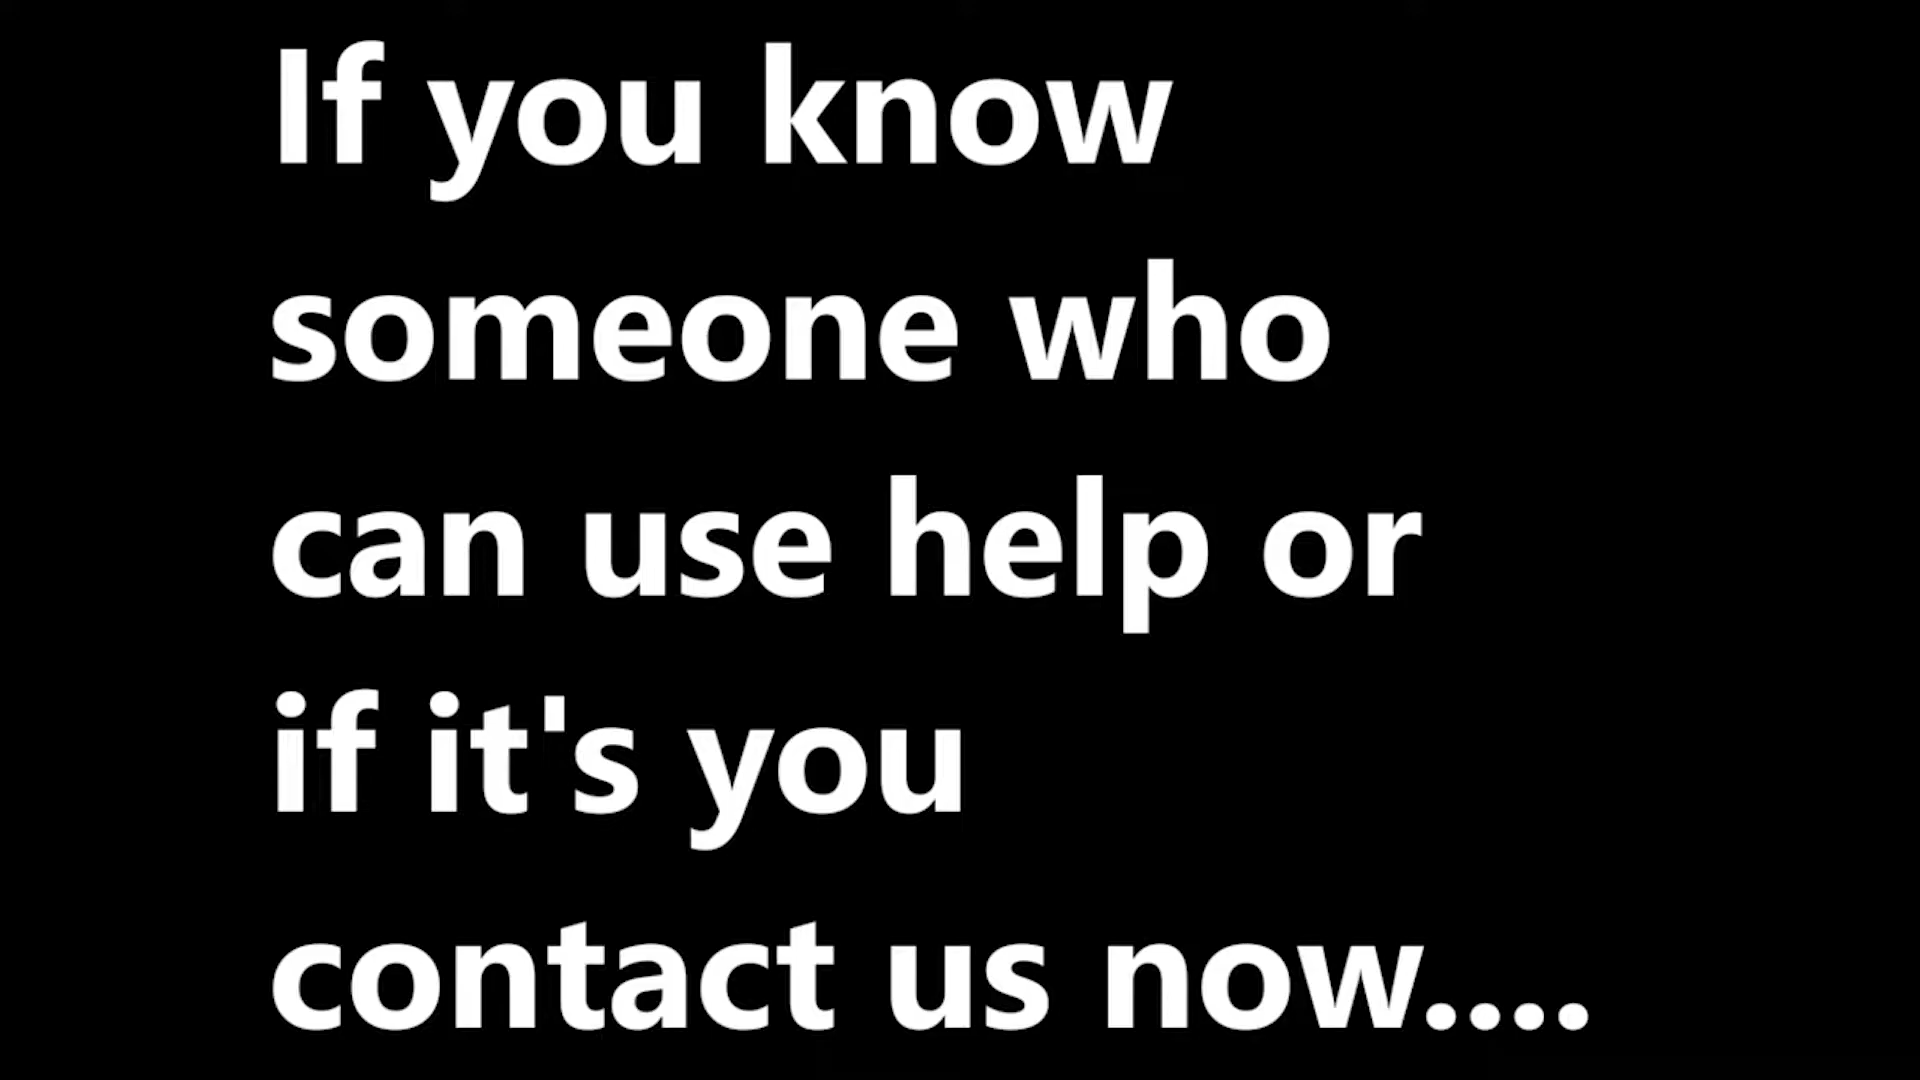 If you know
someone who
can use help or
if it's you
contact us now....